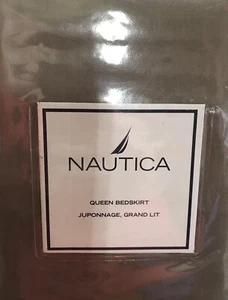 NAUTICA
QUEEN BEDSKIRT
JUPONNAGE, GRAND LIT